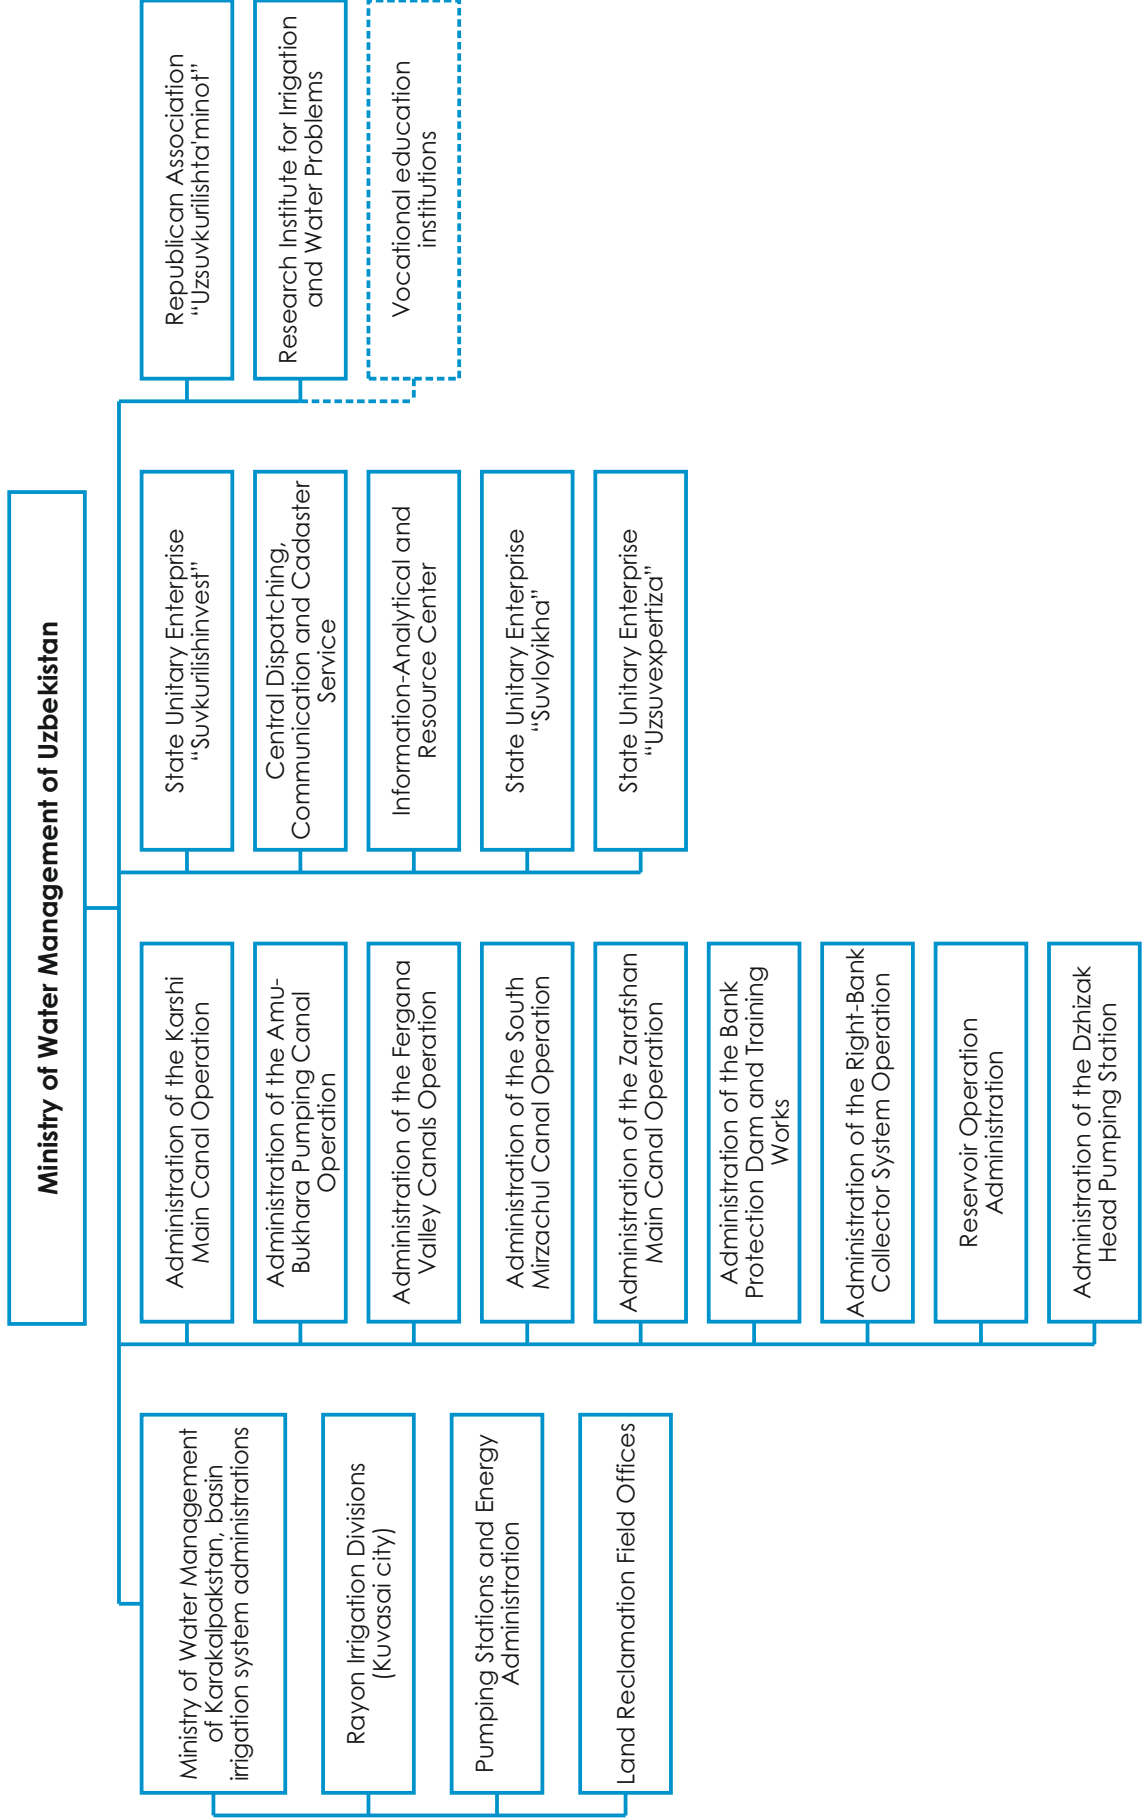 Ministry of Water Management of Uzbekistan
Ministry of Water Management
of Karakalpakstan, basin
irrigation system administrations
Rayon Irrigation Divisions
(Kuvasai city)
Pumping Stations and Energy
Administration
Land Reclamation Field Offices
Administration of the Karshi
Main Canal Operation
Administration of the Amu-
Bukhara Pumping Canal
Operation
Administration of the Fergana
Valley Canals Operation
Administration of the South
Mirzachul Canal Operation
Administration of the Zarafshan
Main Canal Operation
Administration of the Bank
Protection Dam and Training
Works
Administration of the Right-Bank
Collector System Operation
Reservoir Operation
Administration
Administration of the Dzhizak
Head Pumping Station
State Unitary Enterprise
“Suvkurilishinvest”
Central Dispatching,
Communication and Cadaster
Service
Information-Analytical and
Resource Center
State Unitary Enterprise
“Suvloyikha”
State Unitary Enterprise
“Uzsuvexpertiza”
Republican Association
“Uzsuvkurilishta'minot”
Research Institute for Irrigation
and Water Problems
Vocational education
institutions